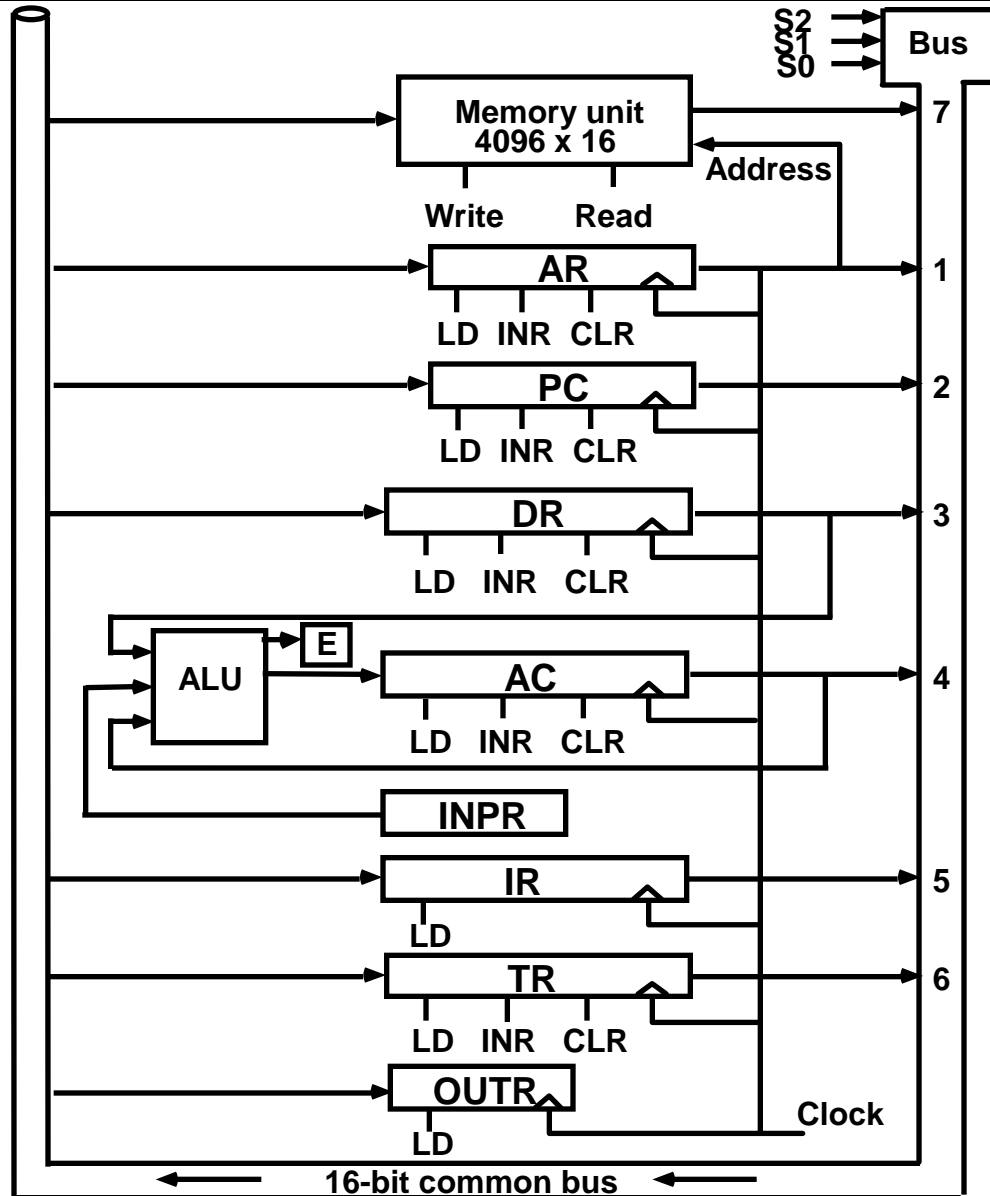 S2
S1
S0
Bus
Memory unit
4096 x 16
7
Address
Write Read
AR
1
LD INR CLR
PC
2
LD INR CLR
DR
3
LD INR CLR
E
ALU
AC
4
LD INR CLR
INPR
IR
5
LD
TR
6
LD INR CLR
OUTR
Clock
LD
16-bit common bus